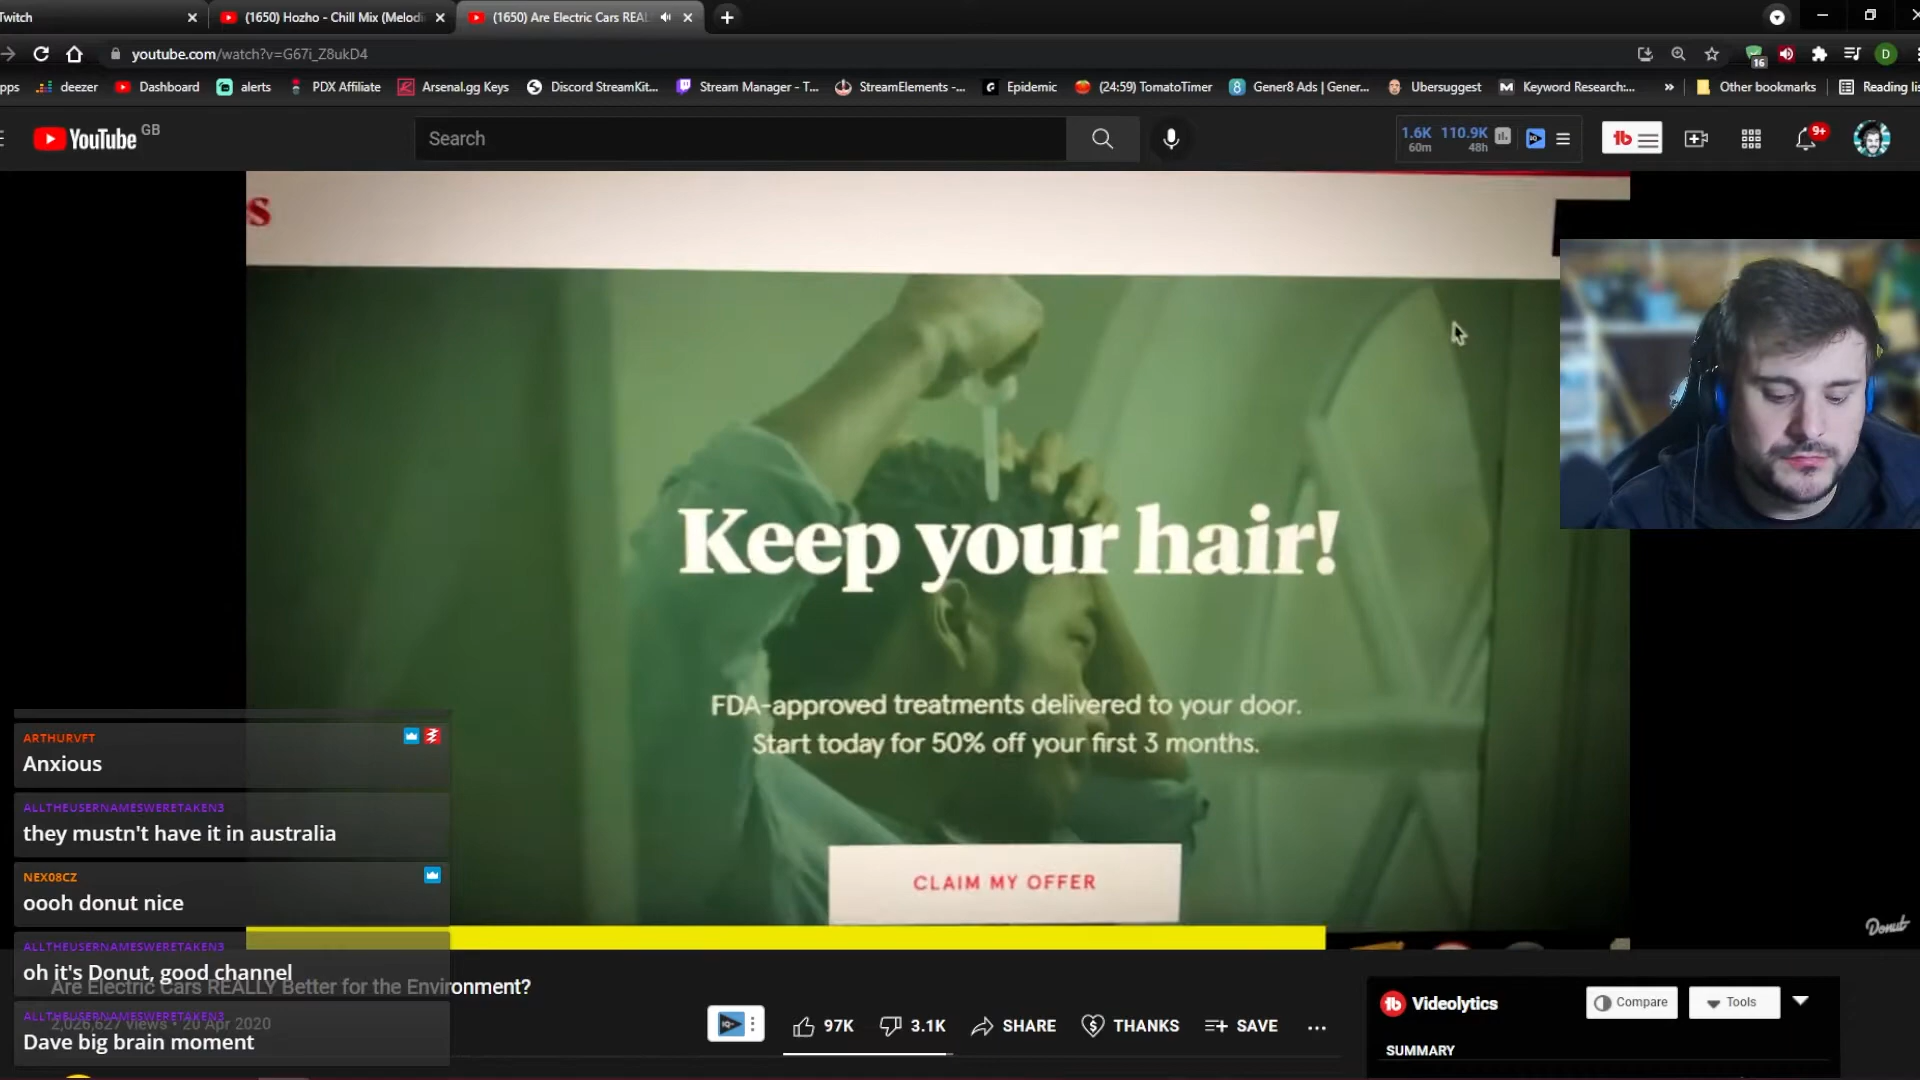 Twitch
(1650) Hozho - Chill Mix (Melodi
(1650) Are Electric Cars REAL
youtube.com/watch?v=G67i_Z8ukD4
16
D
pps
deezer
Dashboard
alerts
PDX Affiliate
Arsenal.gg Keys
Discord StreamKit...
Stream Manager - T...
StreamElements -...
Epidemic
(24:59) TomatoTimer
Gener8 Ads | Gener...
Ubersuggest
Keyword Research:...
»
Other bookmarks
Reading lis
YouTube GB
Search
1.6K 110.9K
60m 48h
9+
s
Keep your hair!
FDA-approved treatments delivered to your door.
Start today for 50% off your first 3 months.
CLAIM MY OFFER
Donut
ARTHURVFT
Anxious
ALLTHEUSERNAMESWERETAKEN3
they mustn't have it in australia
NEX08CZ
oooh donut nice
ALLTHEUSERNAMESWERETAKEN3
oh it's Donut, good channel
Are Electric Cars REALLY Better for the Environment?
ALLTHEUSERNAMESWERETAKEN3
2,026,627 views • 20 Apr 2020
Dave big brain moment
97K
3.1K
SHARE
THANKS
SAVE
Videolytics
Compare
Tools
SUMMARY